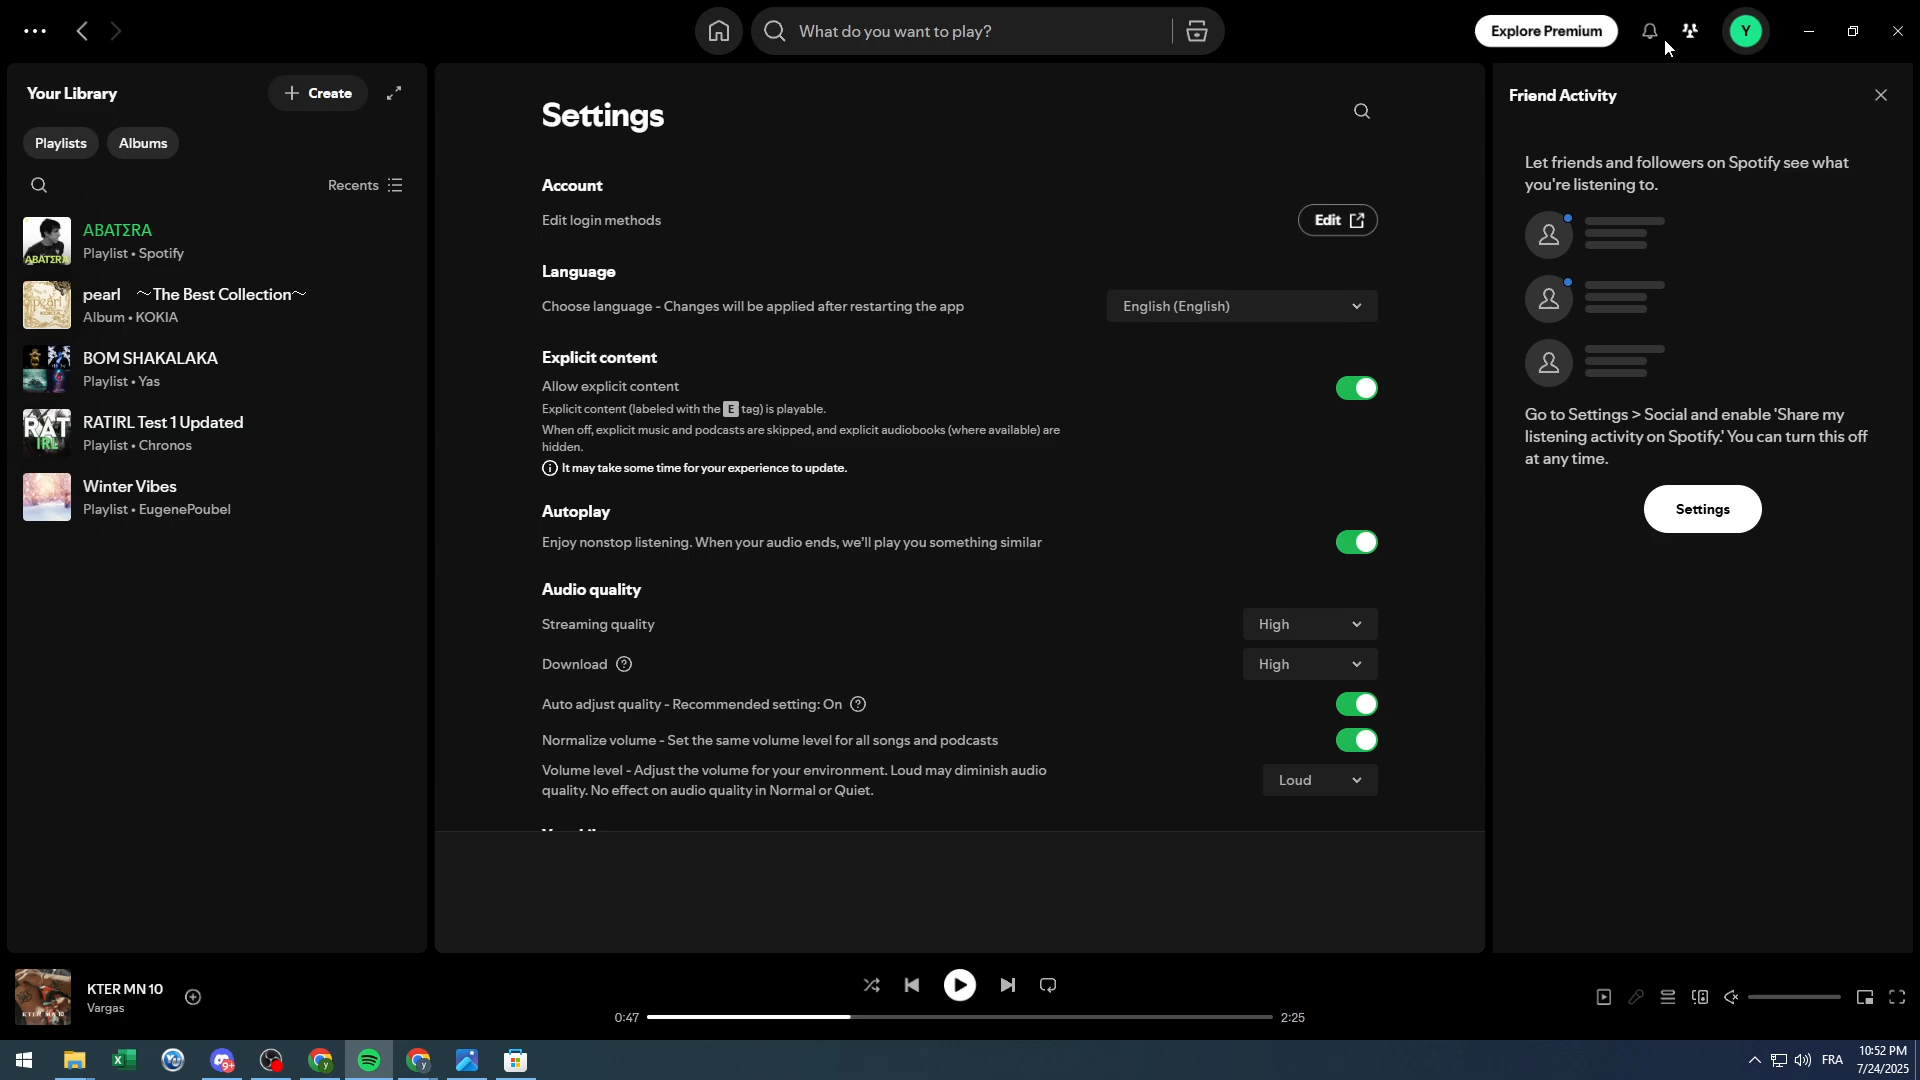 What do you want to play?
Explore Premium
Y
Your Library
Create
Playlists
Albums
Recents
ABATΣRA
Playlist • Spotify
pearl ～The Best Collection～
Album • KOKIA
BOM SHAKALAKA
Playlist • Yas
RATIRL Test 1 Updated
Playlist • Chronos
Winter Vibes
Playlist • EugenePoubel
Settings
Account
Edit login methods
Edit
Language
Choose language - Changes will be applied after restarting the app
English (English)
Explicit content
Allow explicit content
Explicit content (labeled with the E tag) is playable.
When off, explicit music and podcasts are skipped, and explicit audiobooks (where available) are
hidden.
It may take some time for your experience to update.
Autoplay
Enjoy nonstop listening. When your audio ends, we'll play you something similar
Audio quality
Streaming quality
High
Download
High
Auto adjust quality - Recommended setting: On
Normalize volume - Set the same volume level for all songs and podcasts
Volume level - Adjust the volume for your environment. Loud may diminish audio
quality. No effect on audio quality in Normal or Quiet.
Loud
Friend Activity
Let friends and followers on Spotify see what
you're listening to.
Go to Settings > Social and enable 'Share my
listening activity on Spotify.' You can turn this off
at any time.
Settings
KTER MN 10
Vargas
0:47
2:25
9+
FRA
10:52 PM
7/24/2025